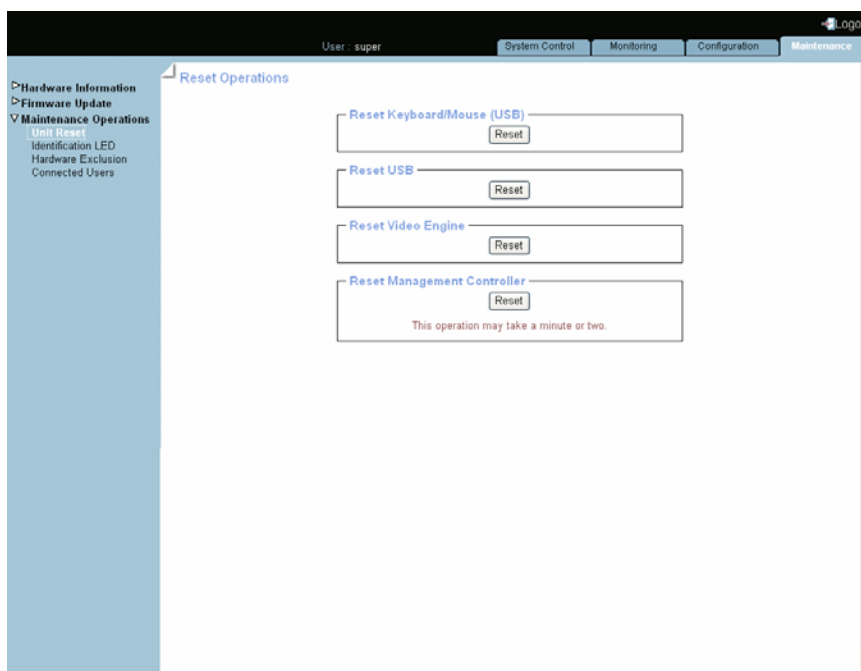 Logo
User : super
System Control
Monitoring
Configuration
Maintenance
Hardware Information
Firmware Update
Maintenance Operations
Unit Reset
Identification LED
Hardware Exclusion
Connected Users
Reset Operations
Reset Keyboard/Mouse (USB)
Reset
Reset USB
Reset
Reset Video Engine
Reset
Reset Management Controller
Reset
This operation may take a minute or two.